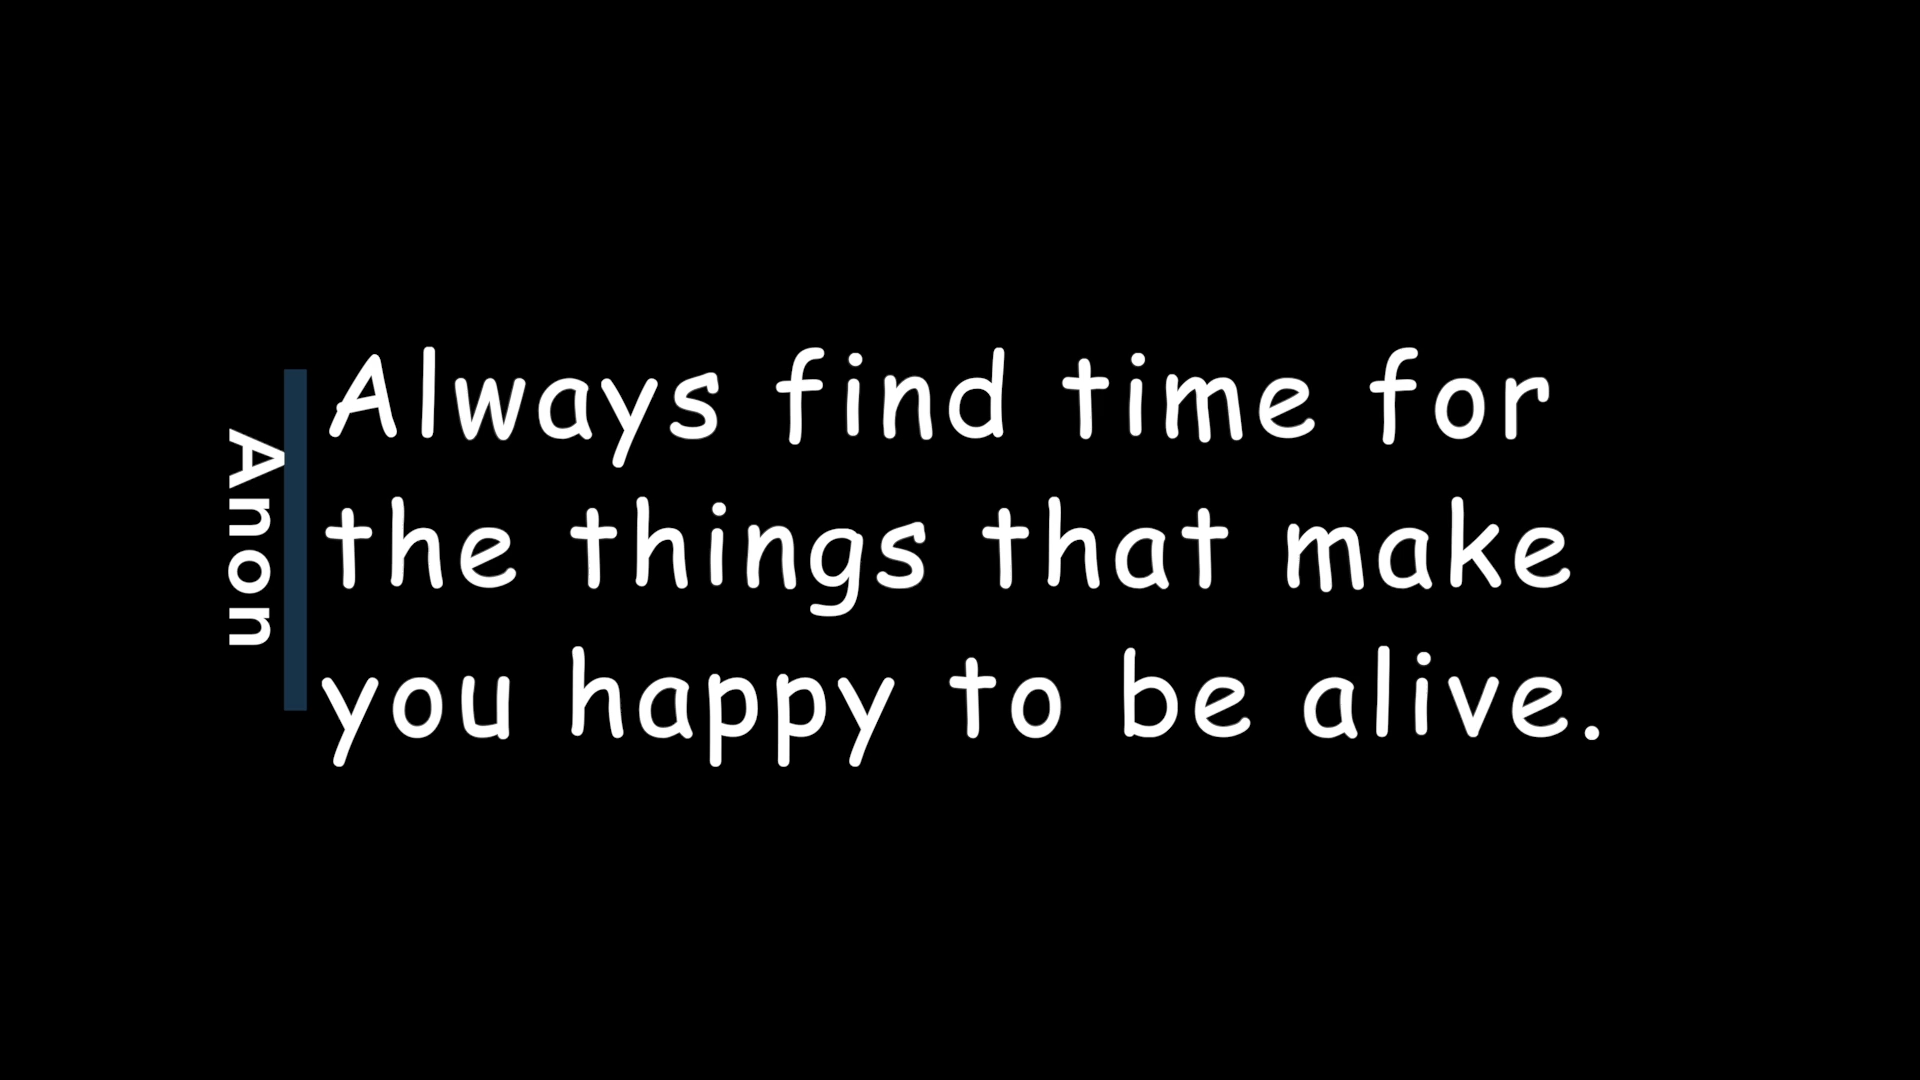 Anon
Always find time for
the things that make
you happy to be alive.